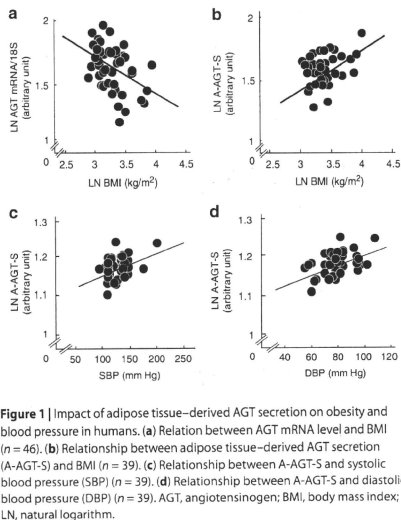 a
b
2
1.5
1
0
2.5 3 3.5 4 4.5
LN AGT mRNA/18S
(arbitrary unit)
LN BMI (kg/m²)
2
1.5
1
0
2.5 3 3.5 4 4.5
LN A-AGT-S
(arbitrary unit)
LN BMI (kg/m²)
c
d
1.3
1.2
1.1
1
0
50 100 150 200 250
LN A-AGT-S
(arbitrary unit)
SBP (mm Hg)
1.3
1.2
1.1
1
0
40 60 80 100 120
LN A-AGT-S
(arbitrary unit)
DBP (mm Hg)
Figure 1 | Impact of adipose tissue–derived AGT secretion on obesity and
blood pressure in humans. (a) Relation between AGT mRNA level and BMI
(n = 46). (b) Relationship between adipose tissue–derived AGT secretion
(A-AGT-S) and BMI (n = 39). (c) Relationship between A-AGT-S and systolic
blood pressure (SBP) (n = 39). (d) Relationship between A-AGT-S and diastoli
blood pressure (DBP) (n = 39). AGT, angiotensinogen; BMI, body mass index;
LN, natural logarithm.